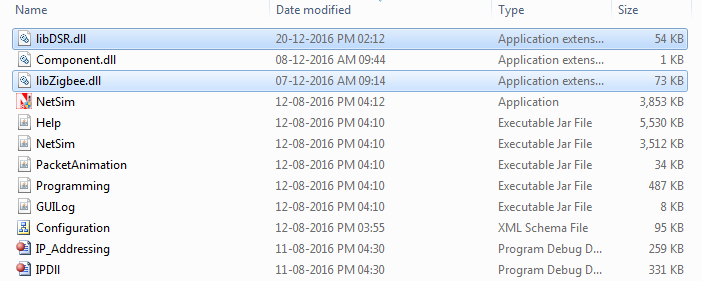 Name Date modified Type Size
libDSR.dll 20-12-2016 PM 02:12 Application extens... 54 KB
Component.dll 08-12-2016 AM 09:44 Application extens... 1 KB
libZigbee.dll 07-12-2016 AM 09:14 Application extens... 73 KB
NetSim 12-08-2016 PM 04:12 Application 3,853 KB
Help 12-08-2016 PM 04:10 Executable Jar File 5,530 KB
NetSim 12-08-2016 PM 04:10 Executable Jar File 3,512 KB
PacketAnimation 12-08-2016 PM 04:10 Executable Jar File 34 KB
Programming 12-08-2016 PM 04:10 Executable Jar File 487 KB
GUILog 12-08-2016 PM 04:10 Executable Jar File 8 KB
Configuration 12-08-2016 PM 03:55 XML Schema File 95 KB
IP_Addressing 11-08-2016 PM 04:30 Program Debug D... 259 KB
IPDll 11-08-2016 PM 04:30 Program Debug D... 331 KB